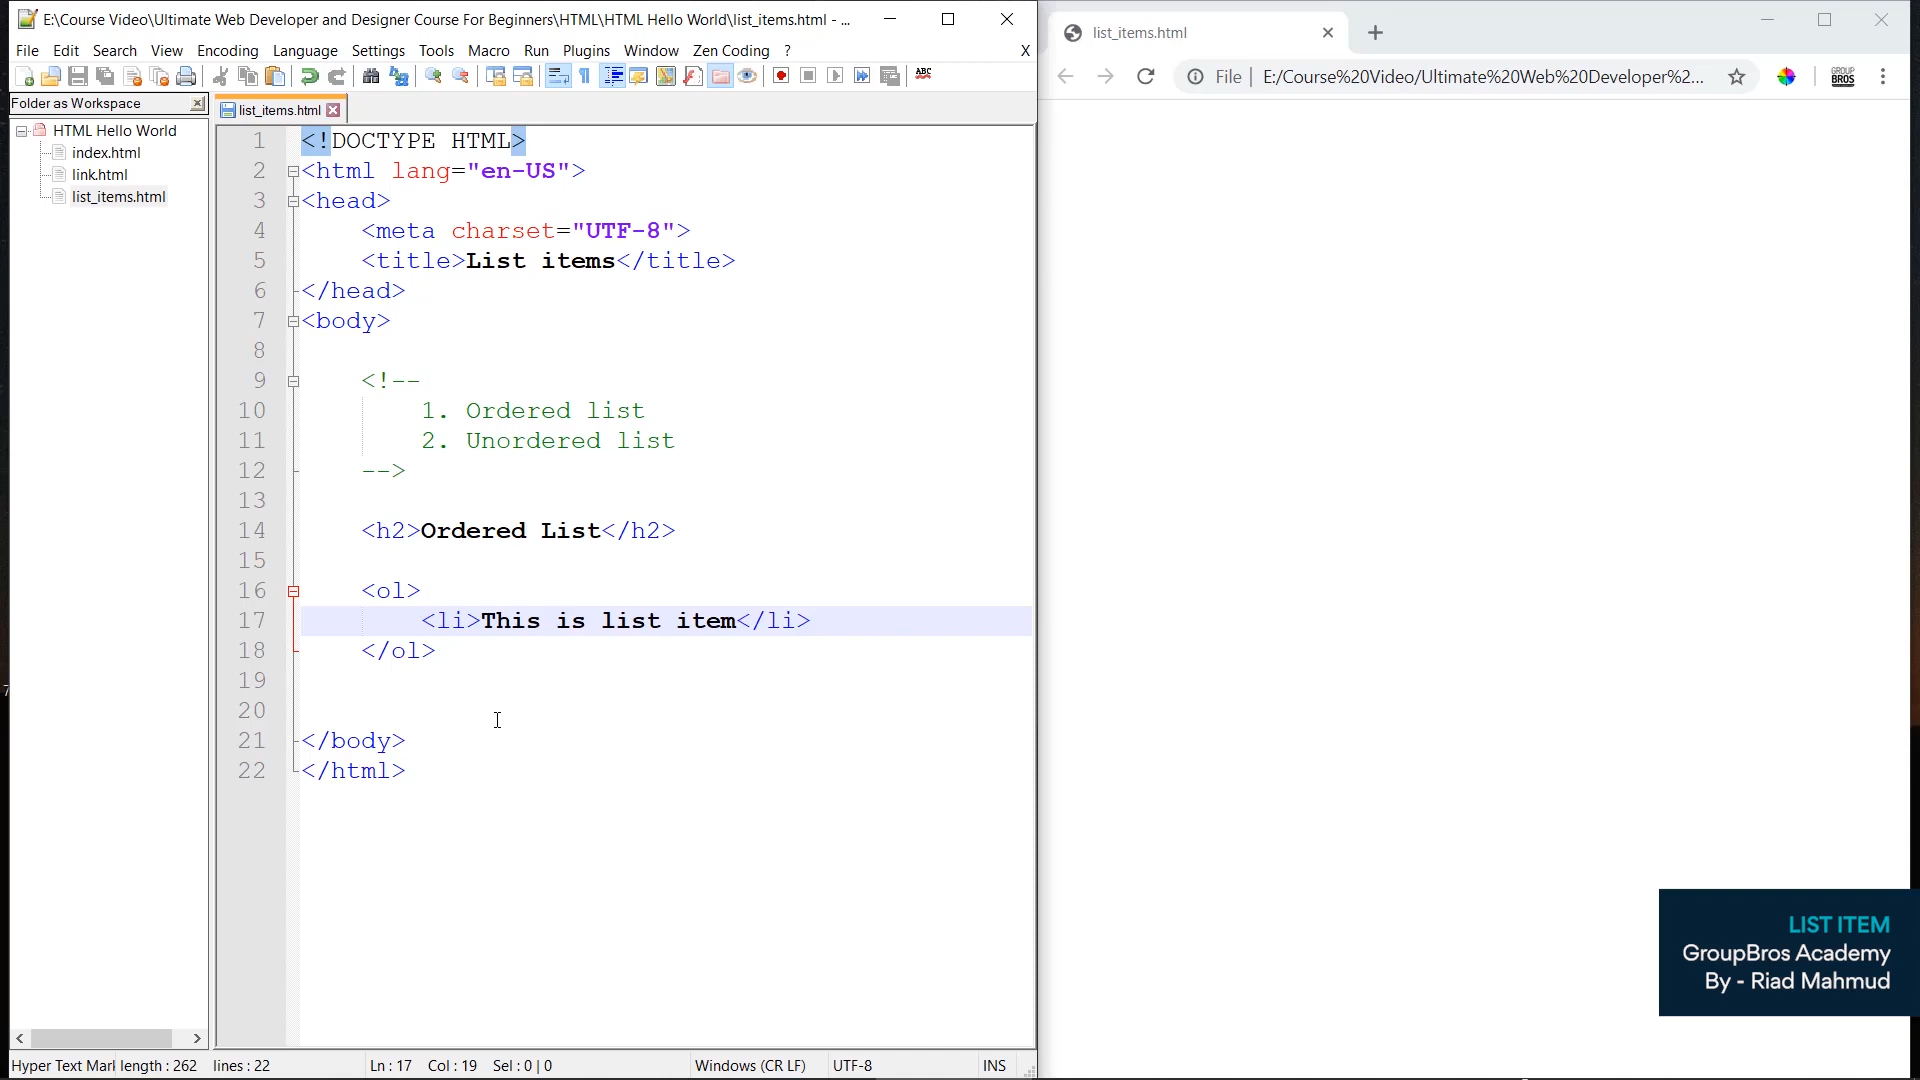 E:\Course Video\Ultimate Web Developer and Designer Course For Beginners\HTML\HTML Hello World\list_items.html - ...
File Edit Search View Encoding Language Settings Tools Macro Run Plugins Window Zen Coding ? X
ABC
Folder as Workspace
HTML Hello World
index.html
link.html
list_items.html
list_items.html
1 <!DOCTYPE HTML>
2 <html lang="en-US">
3 <head>
4 <meta charset="UTF-8">
5 <title>List items</title>
6 </head>
7 <body>
8
9 <!--
10 1. Ordered list
11 2. Unordered list
12 -->
13
14 <h2>Ordered List</h2>
15
16 <ol>
17 <li>This is list item</li>
18 </ol>
19
20
21 </body>
22 </html>
Hyper Text Mar length : 262 lines : 22 Ln : 17 Col : 19 Sel : 0 | 0 Windows (CR LF) UTF-8 INS
list_items.html
File | E:/Course%20Video/Ultimate%20Web%20Developer%2...
GROUP
BROS
LIST ITEM
GroupBros Academy
By - Riad Mahmud
7